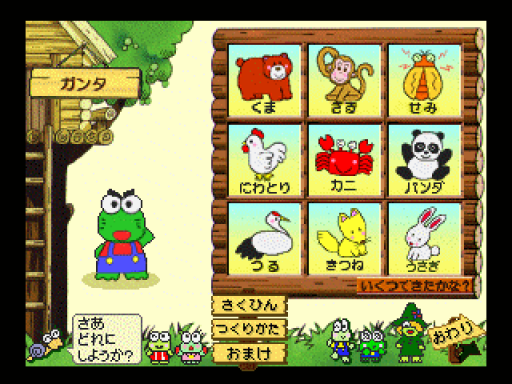 ガンタ
くま
さる
せみ
にわとり
カニ
パンダ
つる
きつね
うさぎ
いくつできたかな?
さくひん
つくりかた
おまけ
さあ
どれに
しようか?
おわり